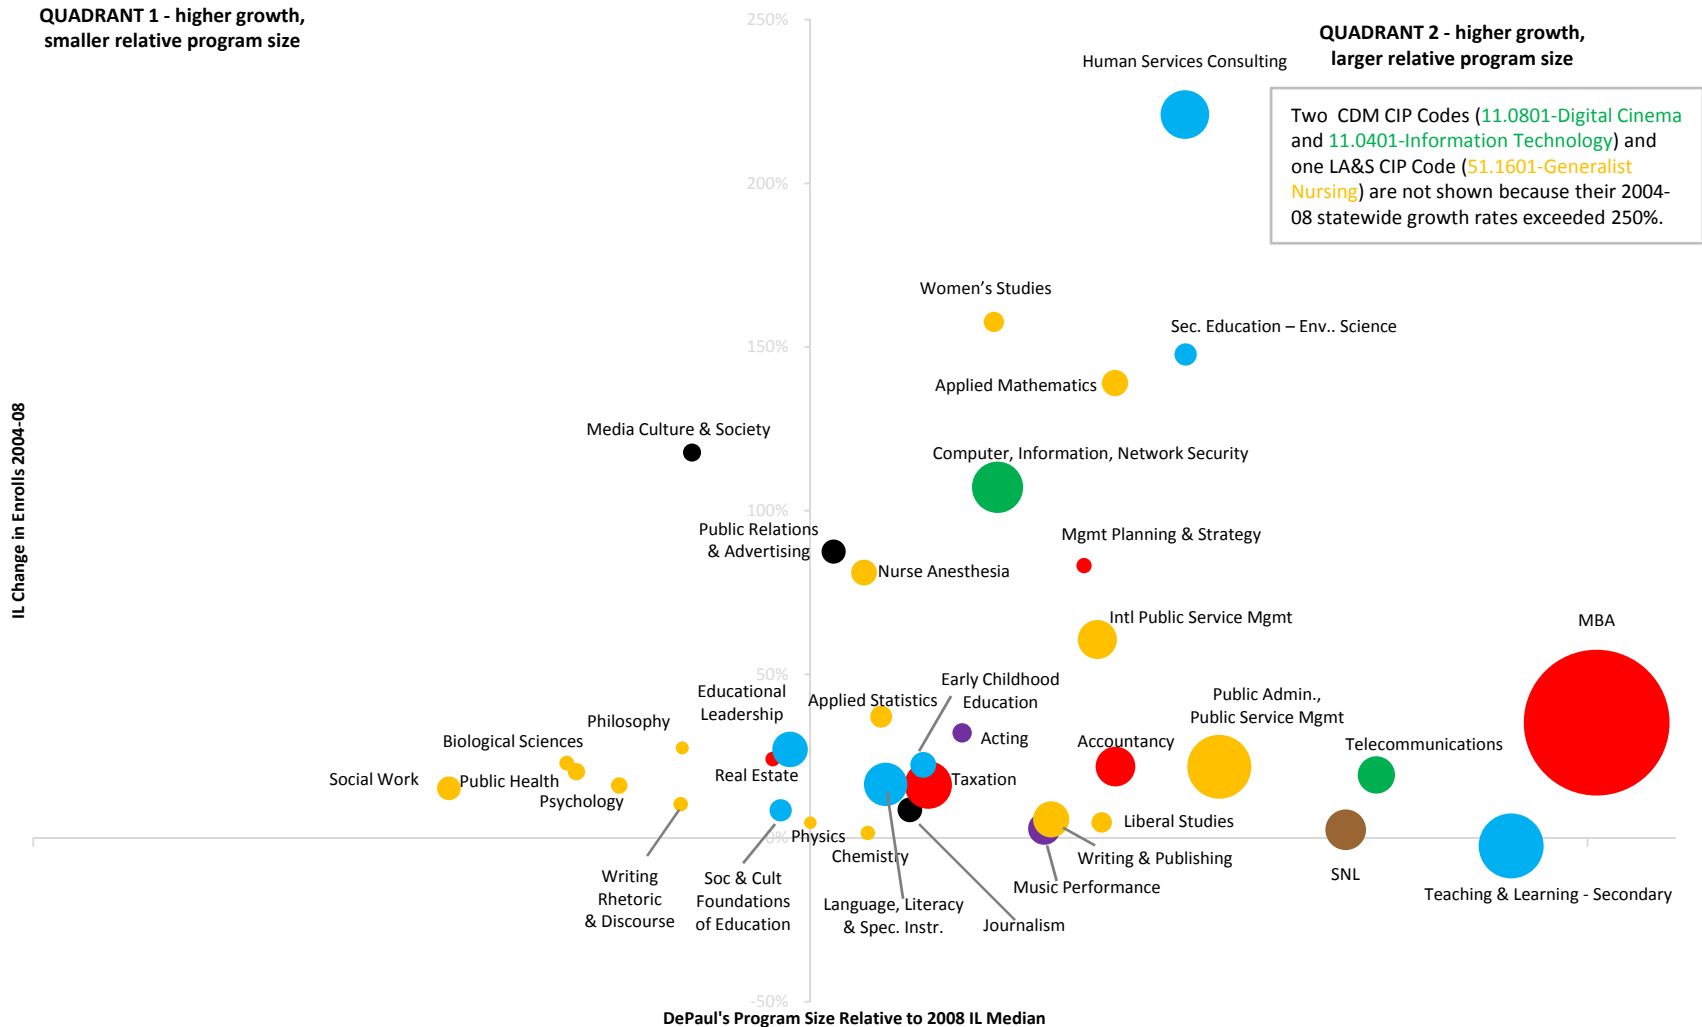 QUADRANT 1 - higher growth,
smaller relative program size
QUADRANT 2 - higher growth,
larger relative program size
Two  CDM CIP Codes (11.0801-Digital Cinema
and 11.0401-Information Technology) and
one LA&S CIP Code (51.1601-Generalist
Nursing) are not shown because their 2004-
08 statewide growth rates exceeded 250%.
250%
200%
150%
100%
50%
0%
-50%
IL Change in Enrolls 2004-08
Human Services Consulting
Women's Studies
Sec. Education – Env.. Science
Applied Mathematics
Media Culture & Society
Computer, Information, Network Security
Public Relations
& Advertising
Mgmt Planning & Strategy
Nurse Anesthesia
Intl Public Service Mgmt
MBA
Early Childhood
Education
Educational
Leadership
Applied Statistics
Public Admin.,
Public Service Mgmt
Philosophy
Acting
Accountancy
Telecommunications
Biological Sciences
Social Work
Public Health
Real Estate
Taxation
Psychology
Liberal Studies
Physics
Chemistry
Writing & Publishing
Writing
Rhetoric
& Discourse
Soc & Cult
Foundations
of Education
Music Performance
SNL
Teaching & Learning - Secondary
Language, Literacy
& Spec. Instr.
Journalism
DePaul's Program Size Relative to 2008 IL Median